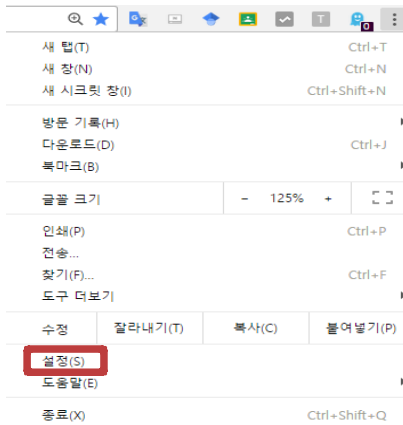 T
0
새 탭(T) Ctrl+T
새 창(N) Ctrl+N
새 시크릿 창(I) Ctrl+Shift+N
방문 기록(H)
다운로드(D) Ctrl+J
북마크(B)
글꼴 크기 - 125% +
인쇄(P) Ctrl+P
전송...
찾기(F)... Ctrl+F
도구 더보기
수정 잘라내기(T) 복사(C) 붙여넣기(P)
설정(S)
도움말(E)
종료(X) Ctrl+Shift+Q